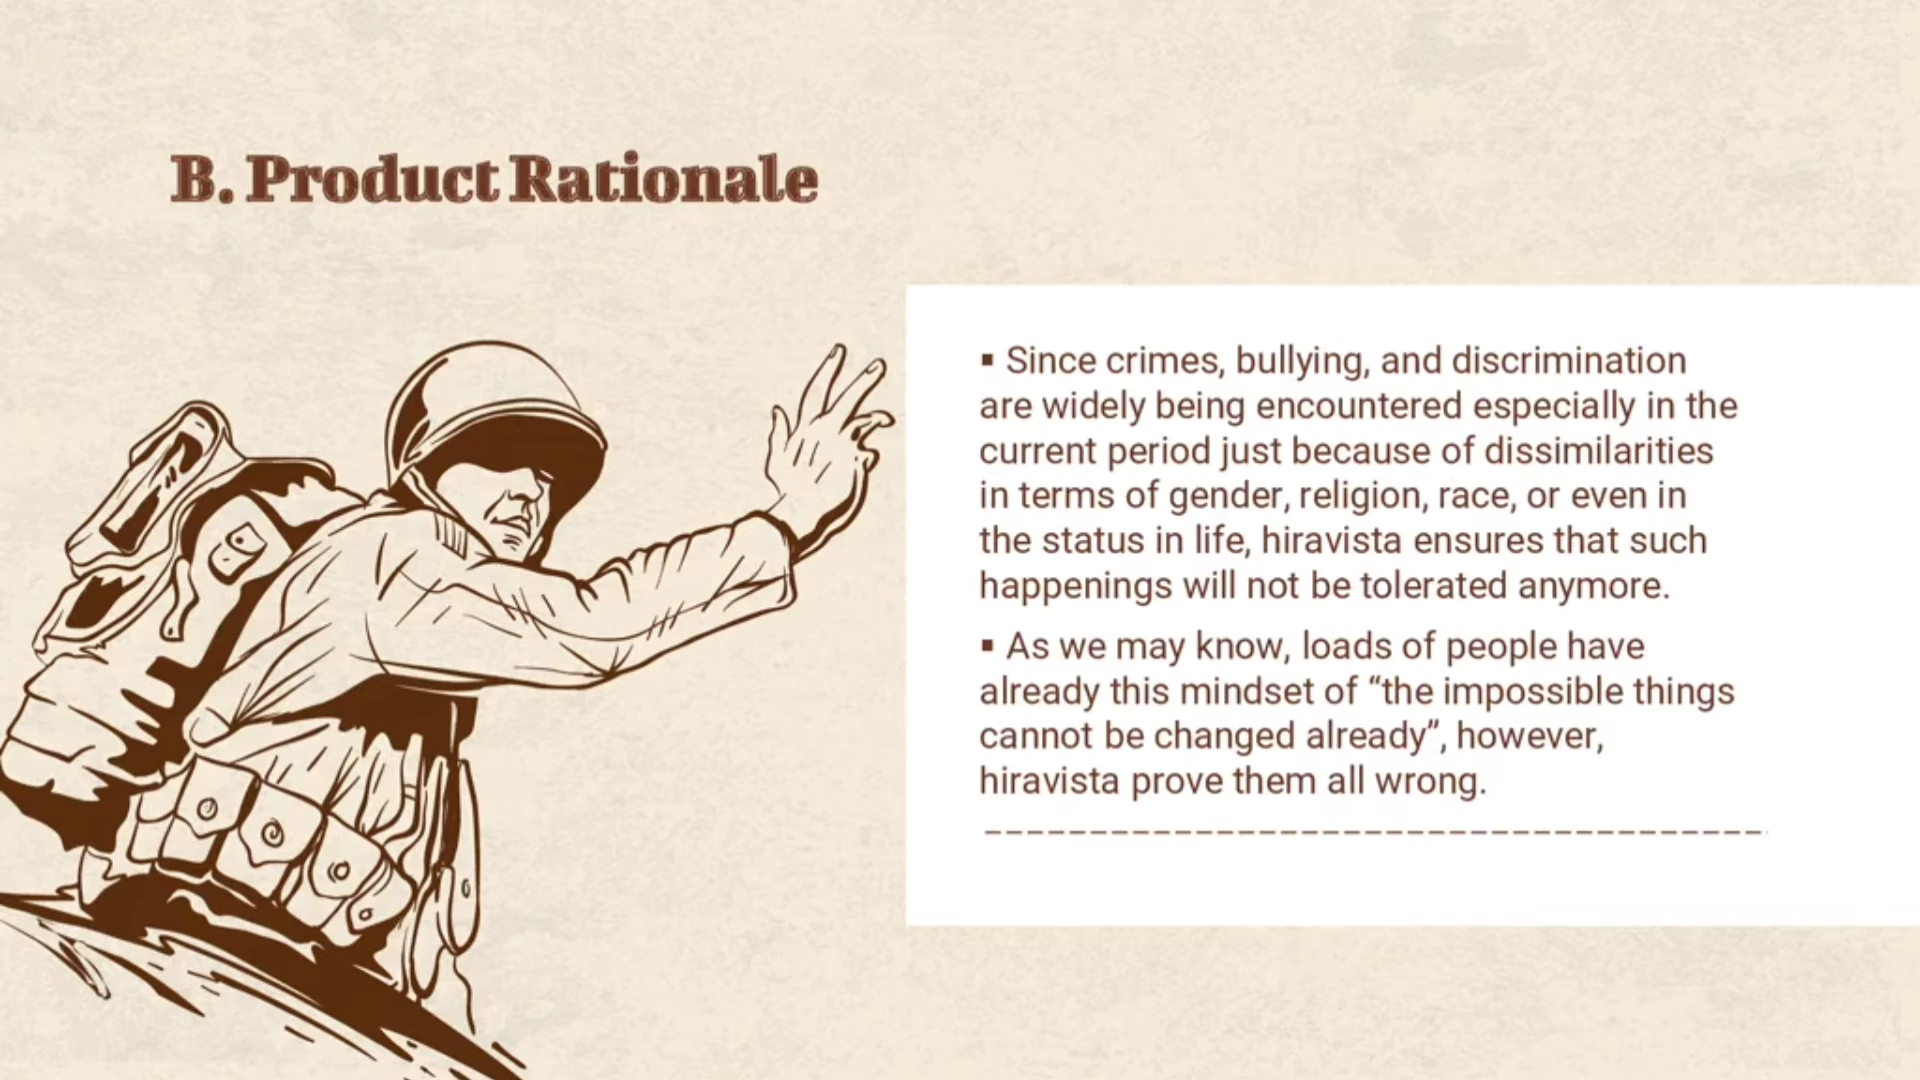 B. Product Rationale
▪ Since crimes, bullying, and discrimination
are widely being encountered especially in the
current period just because of dissimilarities
in terms of gender, religion, race, or even in
the status in life, hiravista ensures that such
happenings will not be tolerated anymore.
▪ As we may know, loads of people have
already this mindset of “the impossible things
cannot be changed already”, however,
hiravista prove them all wrong.